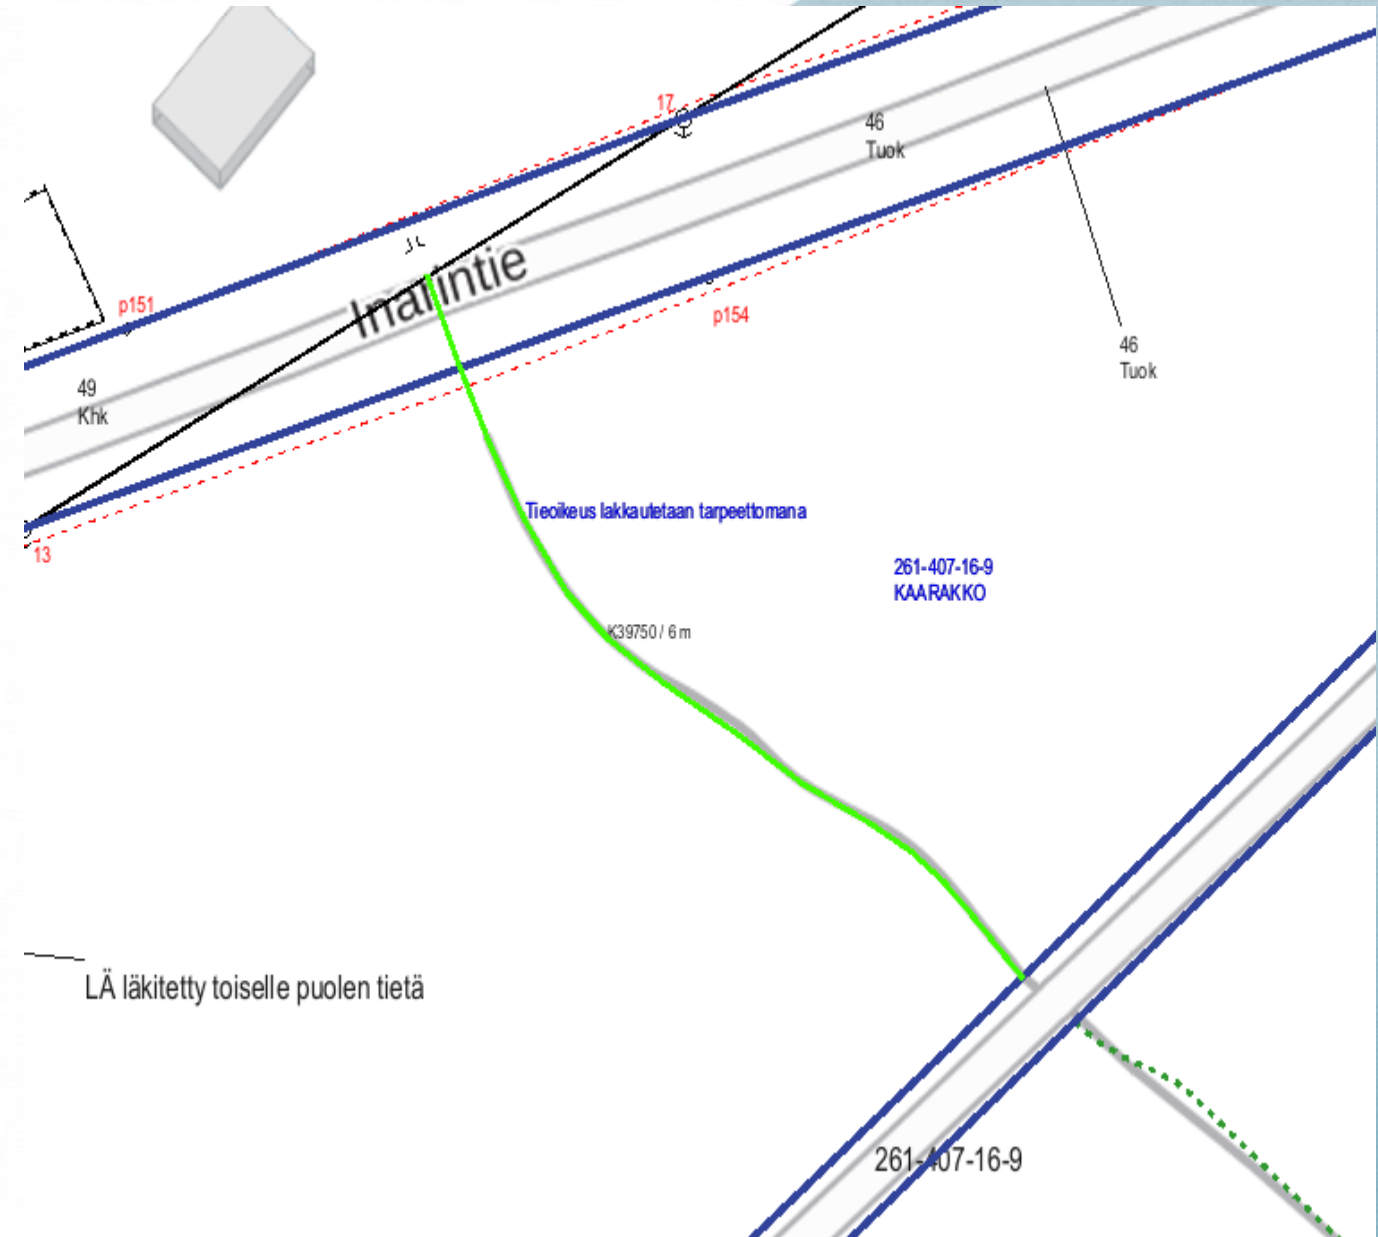 17
46
Tuok
Inarintie
p151
p154
46
Tuok
49
Khk
13
Tieoikeus lakkautetaan tarpeettomana
261-407-16-9
KAARAKKO
K39750 / 6 m
LÄ läkitetty toiselle puolen tietä
261-407-16-9